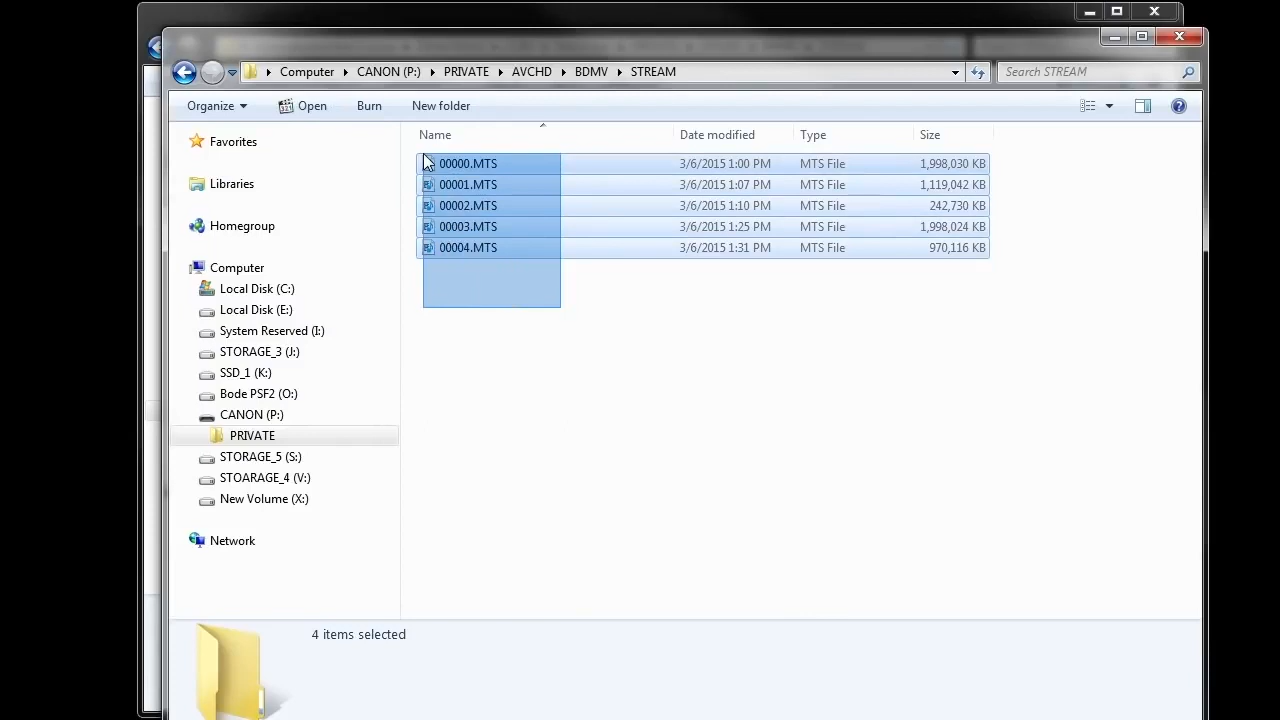 Computer CANON (P:) PRIVATE AVCHD BDMV STREAM Search STREAM
Organize Open Burn New folder
Name Date modified Type Size
Favorites
Libraries
Homegroup
Computer
Local Disk (C:)
Local Disk (E:)
System Reserved (I:)
STORAGE_3 (J:)
SSD_1 (K:)
Bode PSF2 (O:)
CANON (P:)
PRIVATE
STORAGE_5 (S:)
STOARAGE_4 (V:)
New Volume (X:)
Network
00000.MTS 3/6/2015 1:00 PM MTS File 1,998,030 KB
00001.MTS 3/6/2015 1:07 PM MTS File 1,119,042 KB
00002.MTS 3/6/2015 1:10 PM MTS File 242,730 KB
00003.MTS 3/6/2015 1:25 PM MTS File 1,998,024 KB
00004.MTS 3/6/2015 1:31 PM MTS File 970,116 KB
4 items selected